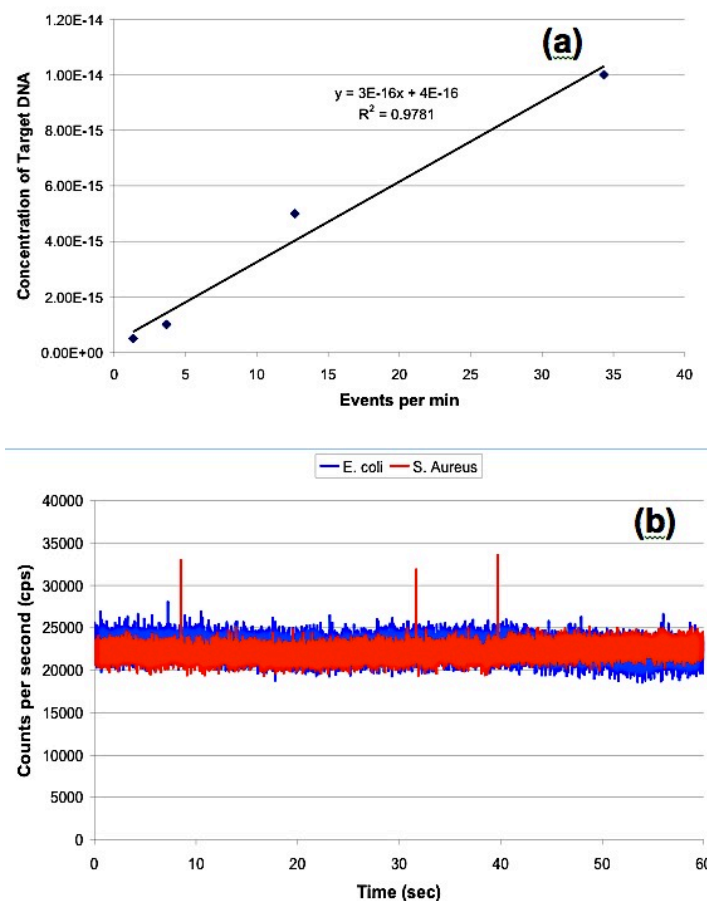 (a)
1.20E-14
1.00E-14
8.00E-15
6.00E-15
4.00E-15
2.00E-15
0.00E+00
Concentration of Target DNA
y = 3E-16x + 4E-16
R² = 0.9781
0 5 10 15 20 25 30 35 40
Events per min
E. coli S. Aureus
(b)
40000
35000
30000
25000
20000
15000
10000
5000
0
Counts per second (cps)
0 10 20 30 40 50 60
Time (sec)